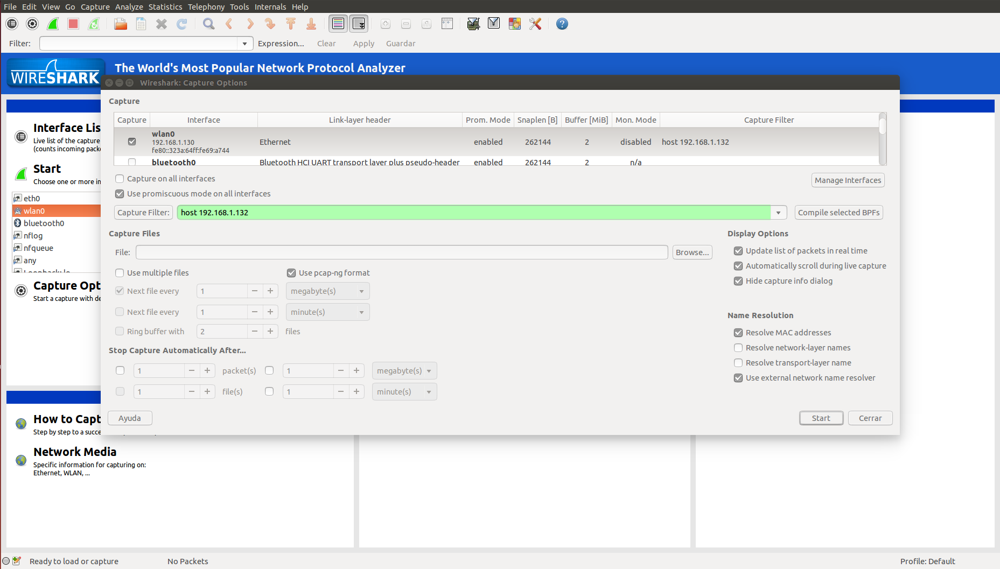 File Edit View Go Capture Analyze Statistics Telephony Tools Internals Help
Filter: Expression... Clear Apply Guardar
WIRESHARK The World's Most Popular Network Protocol Analyzer
Wireshark: Capture Options
Capture
Capture Interface Link-layer header Prom. Mode Snaplen [B] Buffer [MiB] Mon. Mode Capture Filter
wlan0
192.168.1.130
fe80::323a:64ff:fe69:a744
Ethernet enabled 262144 2 disabled host 192.168.1.132
bluetooth0 Bluetooth HCI UART transport layer plus pseudo-header enabled 262144 2 n/a
Capture on all interfaces
Manage Interfaces
Use promiscuous mode on all interfaces
Capture Filter: host 192.168.1.132 Compile selected BPFs
Capture Files
File: Browse...
Use multiple files Use pcap-ng format
Next file every 1 − + megabyte(s)
Next file every 1 − + minute(s)
Ring buffer with 2 − + files
Stop Capture Automatically After...
1 − + packet(s) 1 − + megabyte(s)
1 − + file(s) 1 − + minute(s)
Display Options
Update list of packets in real time
Automatically scroll during live capture
Hide capture info dialog
Name Resolution
Resolve MAC addresses
Resolve network-layer names
Resolve transport-layer name
Use external network name resolver
Ayuda Start Cerrar
Interface Lis
Live list of the capture
(counts incoming pack
Start
Choose one or more in
eth0
wlan0
bluetooth0
nflog
nfqueue
any
Loopback: lo
Capture Opt
Start a capture with de
How to Capt
Step by step to a succe
Network Media
Specific information for capturing on:
Ethernet, WLAN, ...
Ready to load or capture No Packets Profile: Default